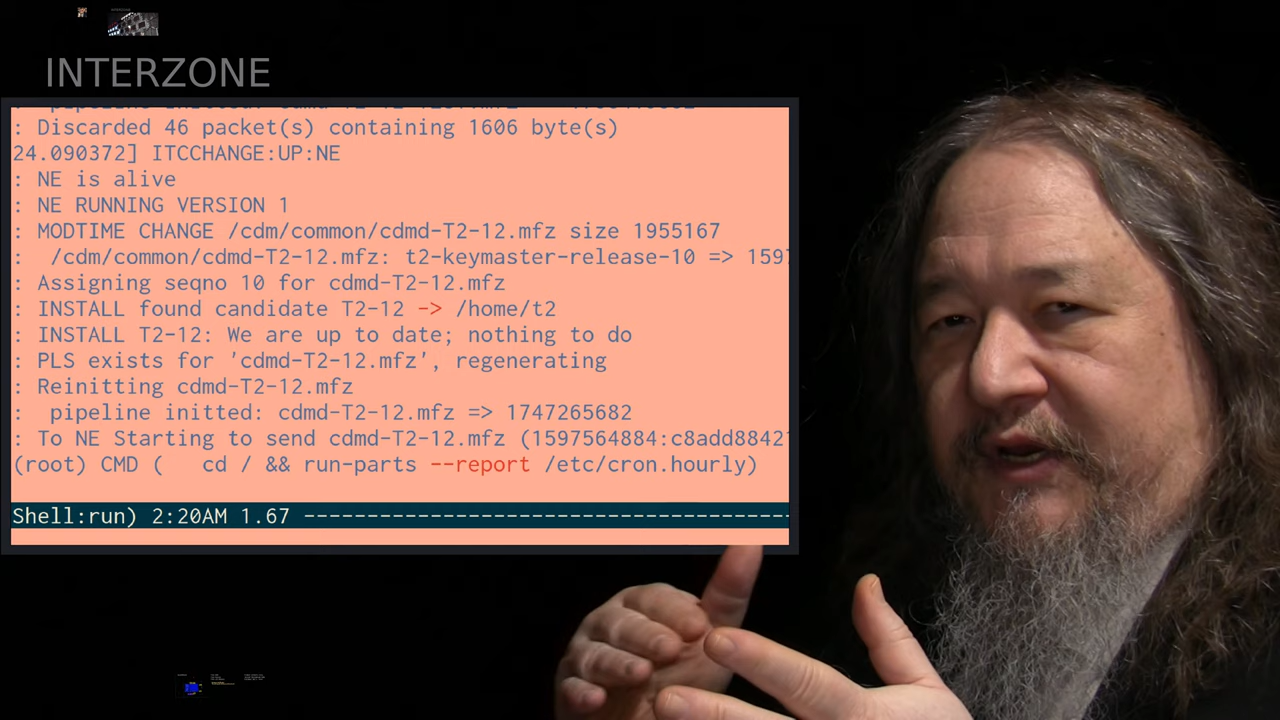 INTERZONE
: Discarded 46 packet(s) containing 1606 byte(s)
24.090372] ITCCHANGE:UP:NE
: NE is alive
: NE RUNNING VERSION 1
: MODTIME CHANGE /cdm/common/cdmd-T2-12.mfz size 1955167
:  /cdm/common/cdmd-T2-12.mfz: t2-keymaster-release-10 => 1597
: Assigning seqno 10 for cdmd-T2-12.mfz
: INSTALL found candidate T2-12 -> /home/t2
: INSTALL T2-12: We are up to date; nothing to do
: PLS exists for 'cdmd-T2-12.mfz', regenerating
: Reinitting cdmd-T2-12.mfz
:  pipeline initted: cdmd-T2-12.mfz => 1747265682
: To NE Starting to send cdmd-T2-12.mfz (1597564884:c8add8842
(root) CMD (   cd / && run-parts --report /etc/cron.hourly)
Shell:run) 2:20AM 1.67 ---------------------------------------